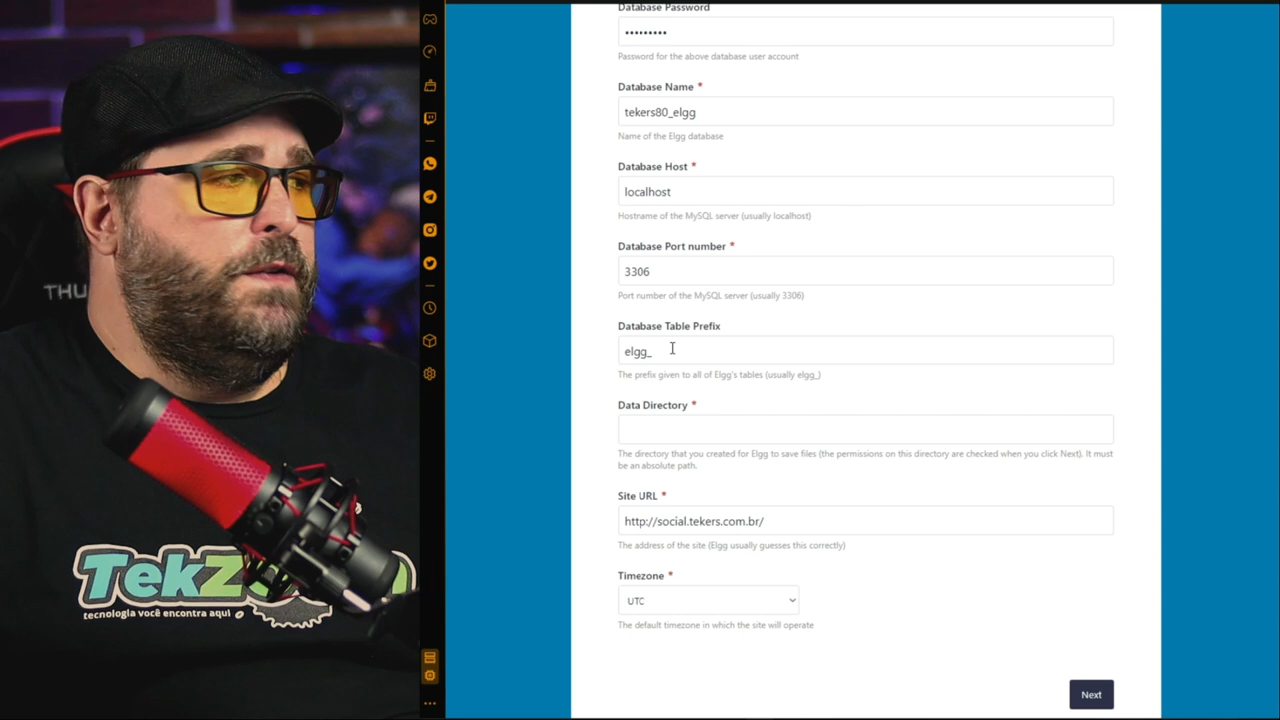 Database Password
•••••••••
Password for the above database user account
Database Name *
tekers80_elgg
Name of the Elgg database
Database Host *
localhost
Hostname of the MySQL server (usually localhost)
Database Port number *
3306
Port number of the MySQL server (usually 3306)
Database Table Prefix
elgg_
The prefix given to all of Elgg's tables (usually elgg_)
Data Directory *
The directory that you created for Elgg to save files (the permissions on this directory are checked when you click Next). It must
be an absolute path.
Site URL *
http://social.tekers.com.br/
The address of the site (Elgg usually guesses this correctly)
Timezone *
UTC
The default timezone in which the site will operate
Next
THU
tecnologia você encontra aqui